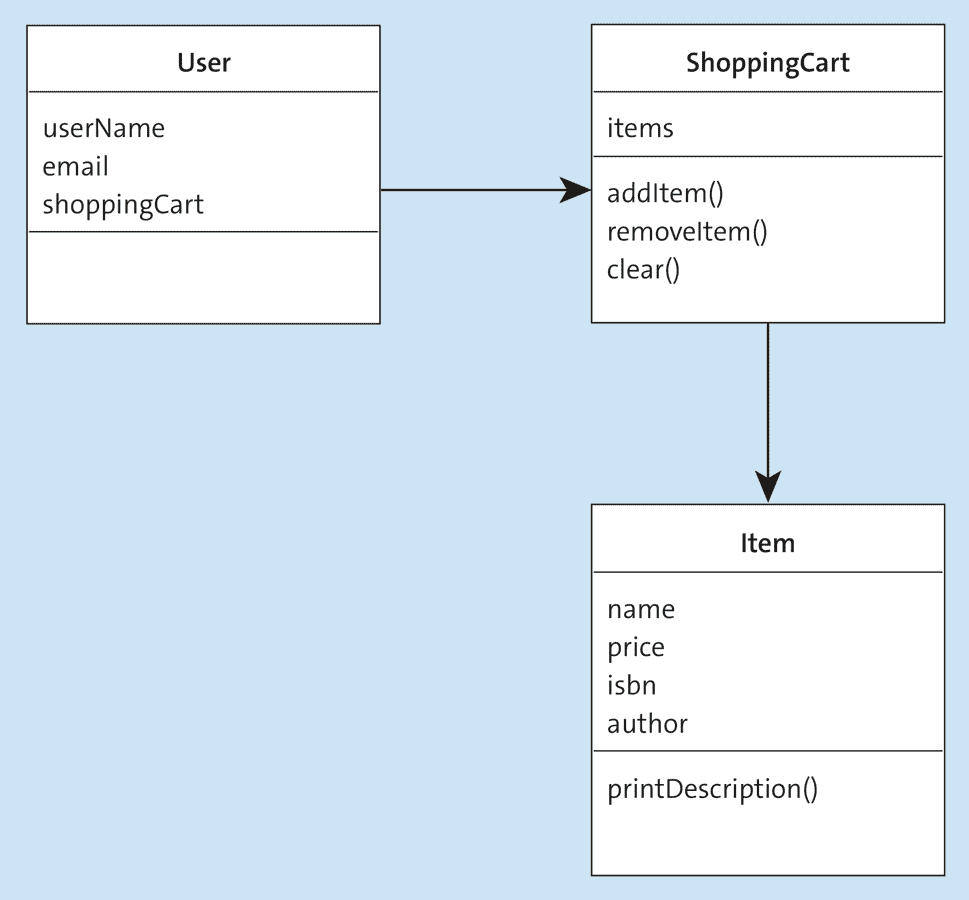 User
userName
email
shoppingCart
ShoppingCart
items
addItem()
removeItem()
clear()
Item
name
price
isbn
author
printDescription()